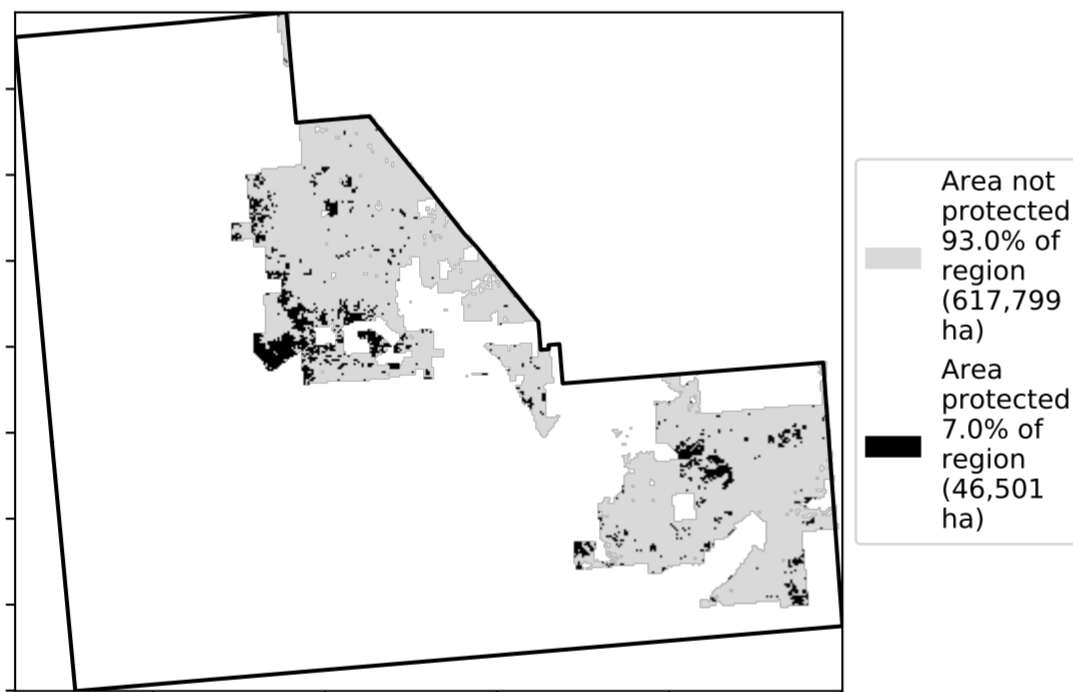 Area not
protected
93.0% of
region
(617,799
ha)
Area
protected
7.0% of
region
(46,501
ha)